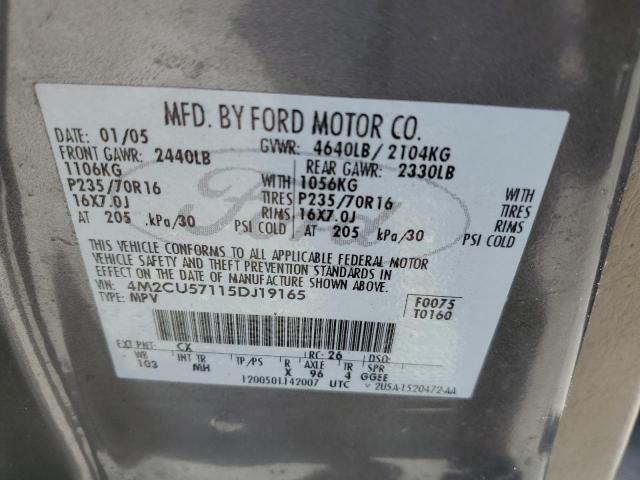 MFD. BY FORD MOTOR CO.
DATE: 01/05 GVWR: 4640LB/ 2104KG
FRONT GAWR: 2440LB REAR GAWR: 2330LB
1106KG WITH 1056KG WITH
P235/70R16 TIRES P235/70R16 TIRES
16X7.0J RIMS 16X7.0J RIMS
AT 205 kPa/30 PSI COLD AT 205 kPa/30 PSI COLD
Ford
THIS VEHICLE CONFORMS TO ALL APPLICABLE FEDERAL MOTOR
VEHICLE SAFETY AND THEFT PREVENTION STANDARDS IN
EFFECT ON THE DATE OF MANUFACTURE SHOWN ABOVE.
VIN: 4M2CU57115DJ19165
TYPE: MPV
F0075
T0160
EXT PNT: CX RC: 26 DSO:
WB INT TR TP/PS R AXLE TR SPR
103 MH X 96 4 GGEE
1200501J42007 UTC 2U5A-1520472-AA